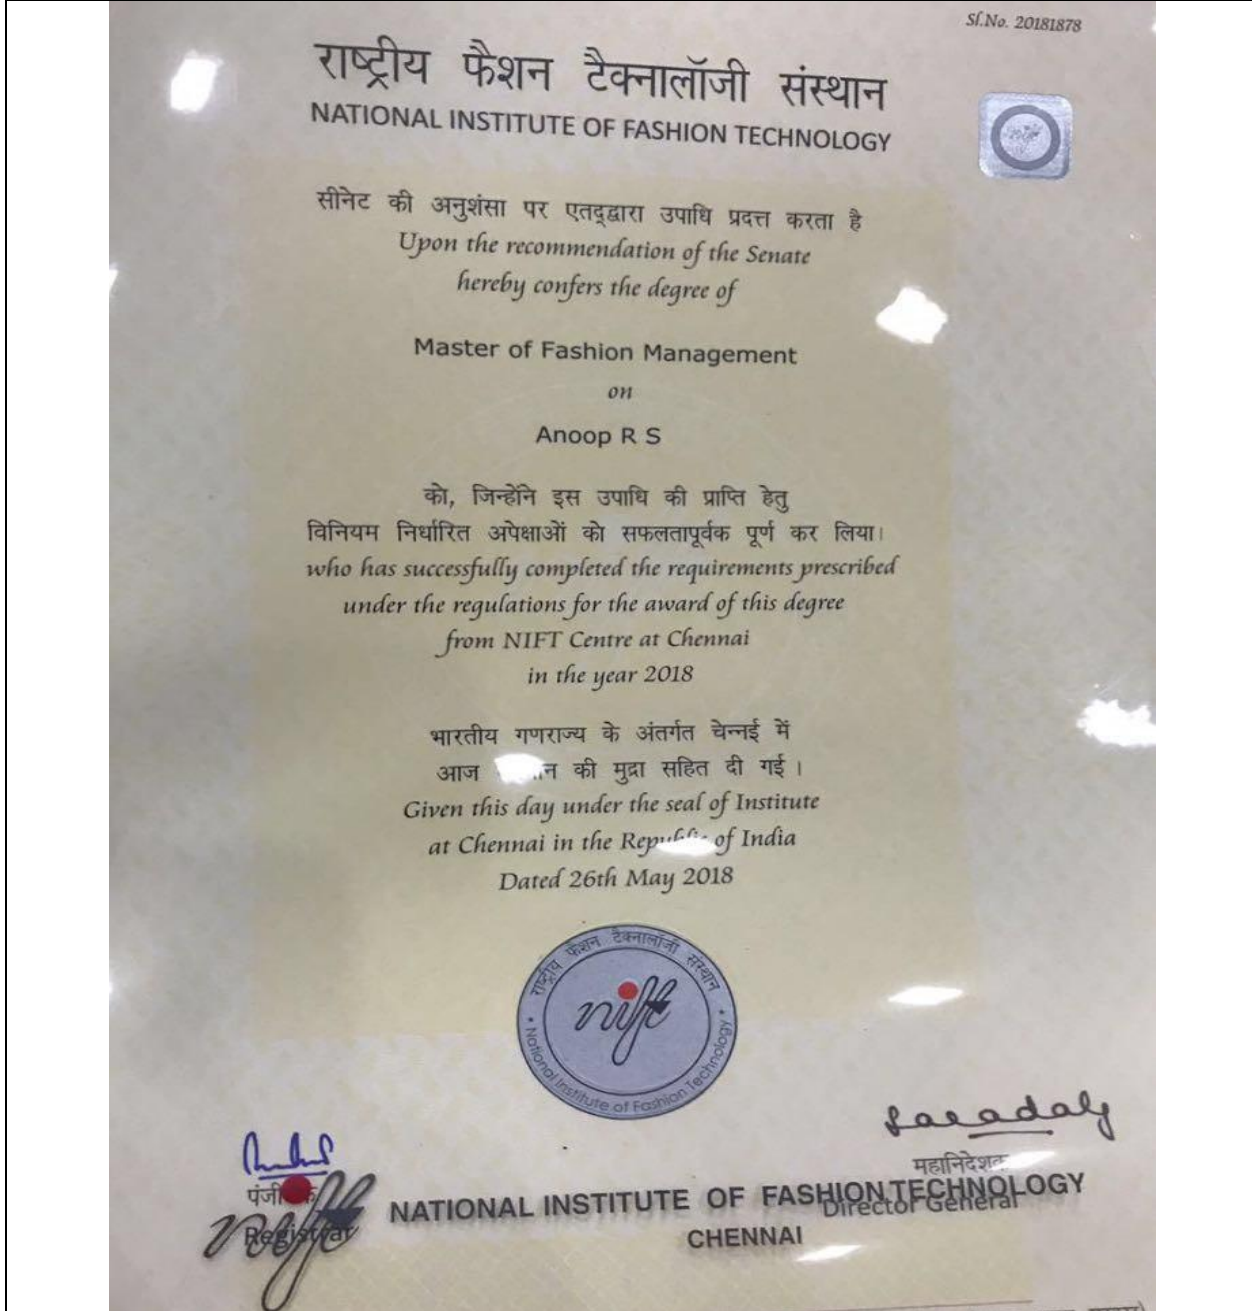 Sl.No. 20181878
राष्ट्रीय फैशन टैक्नालॉजी संस्थान
NATIONAL INSTITUTE OF FASHION TECHNOLOGY
सीनेट की अनुशंसा पर एतद्द्वारा उपाधि प्रदत्त करता है
Upon the recommendation of the Senate
hereby confers the degree of
Master of Fashion Management
on
Anoop R S
को, जिन्होंने इस उपाधि की प्राप्ति हेतु
विनियम निर्धारित अपेक्षाओं को सफलतापूर्वक पूर्ण कर लिया।
who has successfully completed the requirements prescribed
under the regulations for the award of this degree
from NIFT Centre at Chennai
in the year 2018
भारतीय गणराज्य के अंतर्गत चेन्नई में
आज की मुद्रा सहित दी गई।
Given this day under the seal of Institute
at Chennai in the Republic of India
Dated 26th May 2018
राष्ट्रीय फैशन टैक्नालॉजी संस्थान
nift
National Institute of Fashion Technology
महानिदेशक
Director General
Registrar
nift
NATIONAL INSTITUTE OF FASHION TECHNOLOGY
CHENNAI